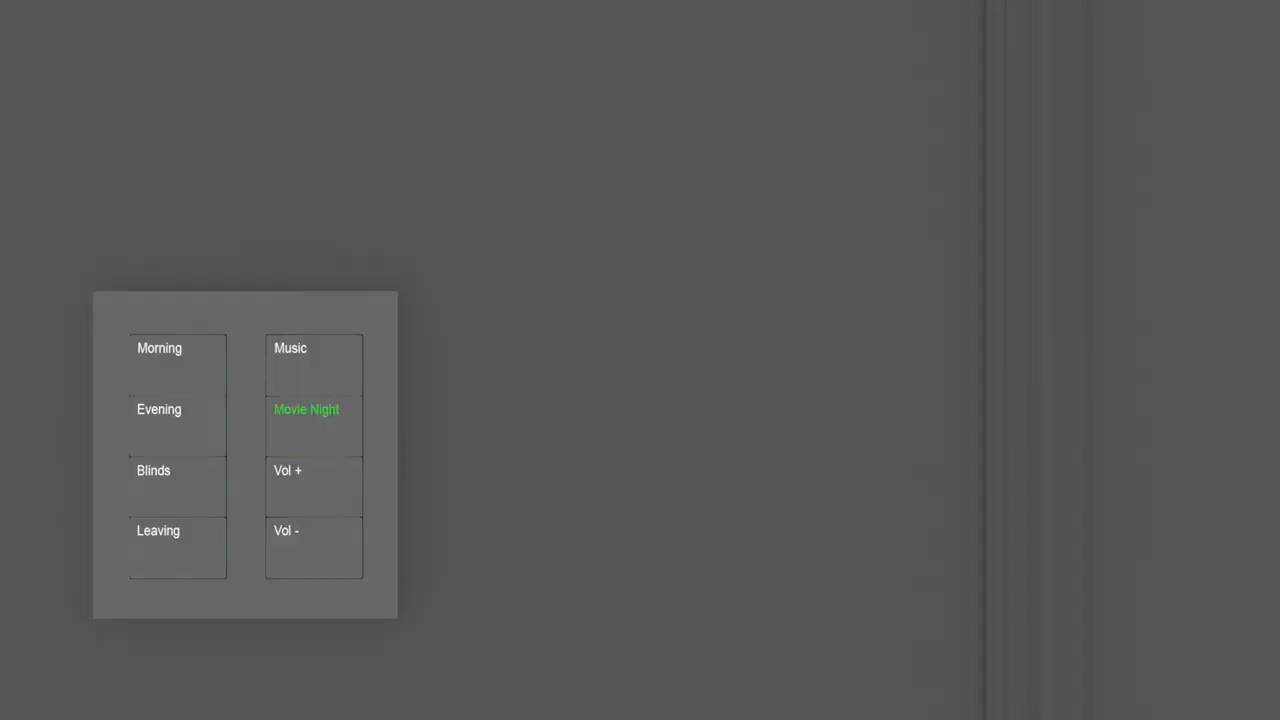 Morning
Evening
Blinds
Leaving
Music
Movie Night
Vol +
Vol -